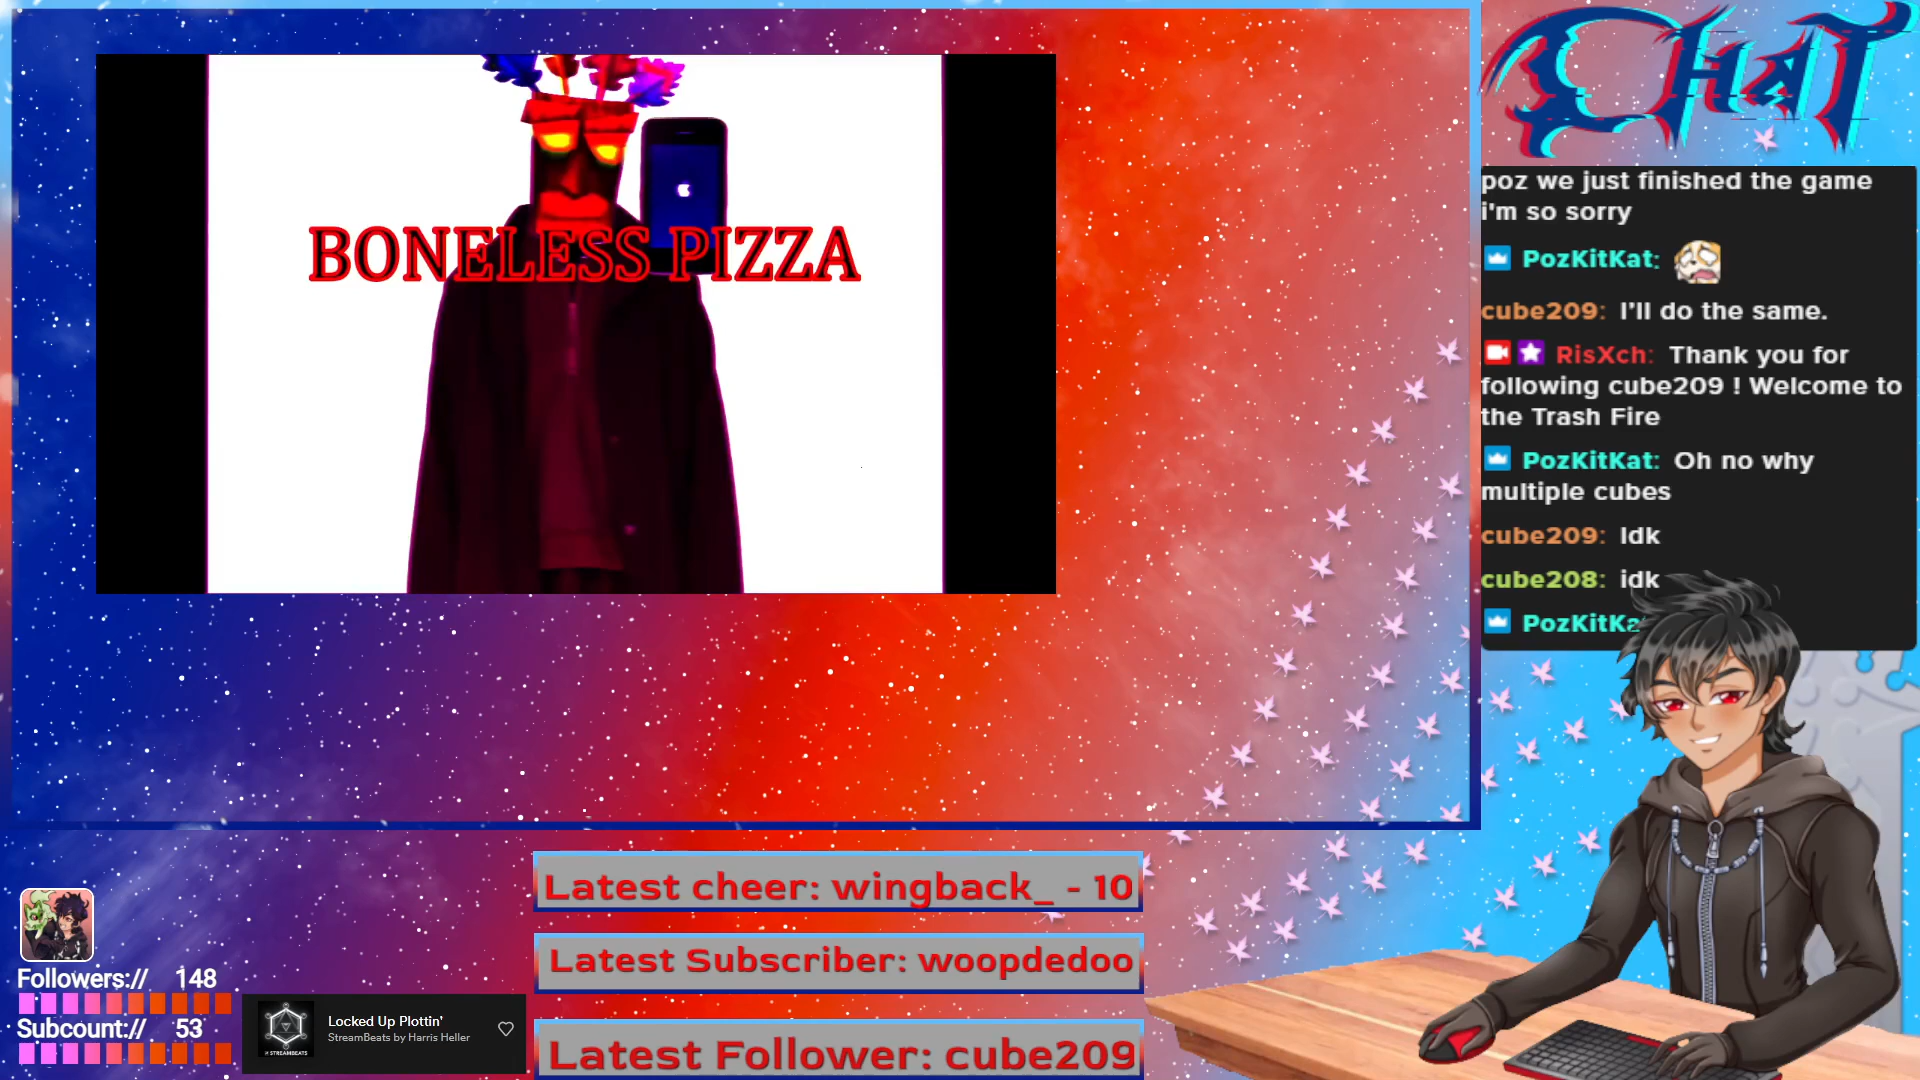 BONELESS PIZZA
CHaT
poz we just finished the game
i'm so sorry
PozKitKat:
cube209: I'll do the same.
RisXch: Thank you for
following cube209 ! Welcome to
the Trash Fire
PozKitKat: Oh no why
multiple cubes
cube209: Idk
cube208: idk
PozKitKa
Latest cheer: wingback_ - 10
Latest Subscriber: woopdedoo
Latest Follower: cube209
Followers:// 148
Subcount:// 53
STREAMBEATS
Locked Up Plottin'
StreamBeats by Harris Heller